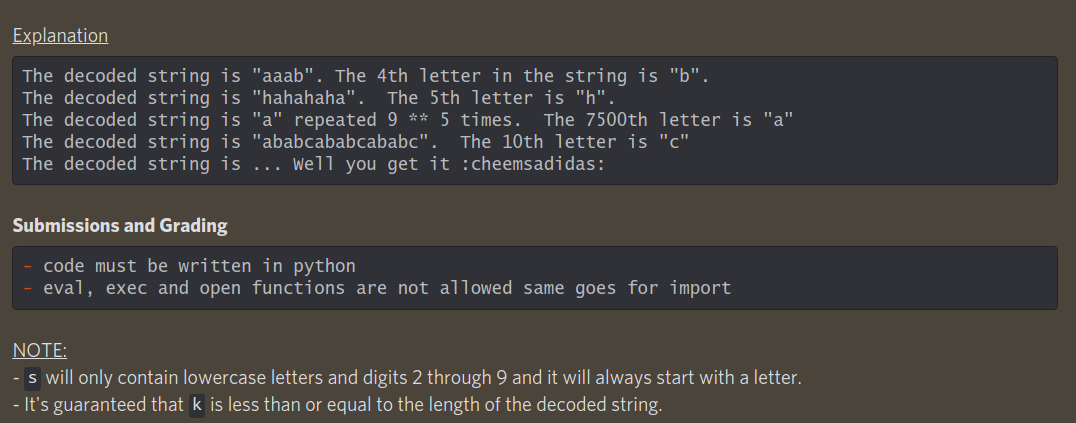 Explanation
The decoded string is "aaab". The 4th letter in the string is "b".
The decoded string is "hahahaha".  The 5th letter is "h".
The decoded string is "a" repeated 9 ** 5 times.  The 7500th letter is "a"
The decoded string is "ababcababcababc".  The 10th letter is "c"
The decoded string is ... Well you get it :cheemsadidas:
Submissions and Grading
- code must be written in python
- eval, exec and open functions are not allowed same goes for import
NOTE:
- s will only contain lowercase letters and digits 2 through 9 and it will always start with a letter.
- It's guaranteed that k is less than or equal to the length of the decoded string.